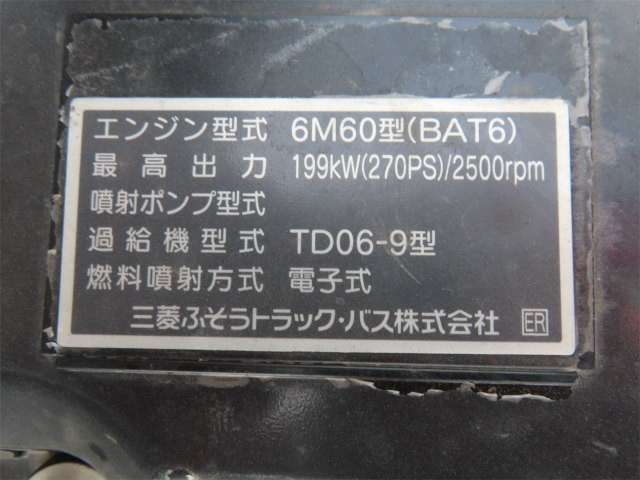 エンジン型式 6M60型(BAT6)
最高出力 199kW(270PS)/2500rpm
噴射ポンプ型式
過給機型式 TD06-9型
燃料噴射方式 電子式
三菱ふそうトラック・バス株式会社 ER